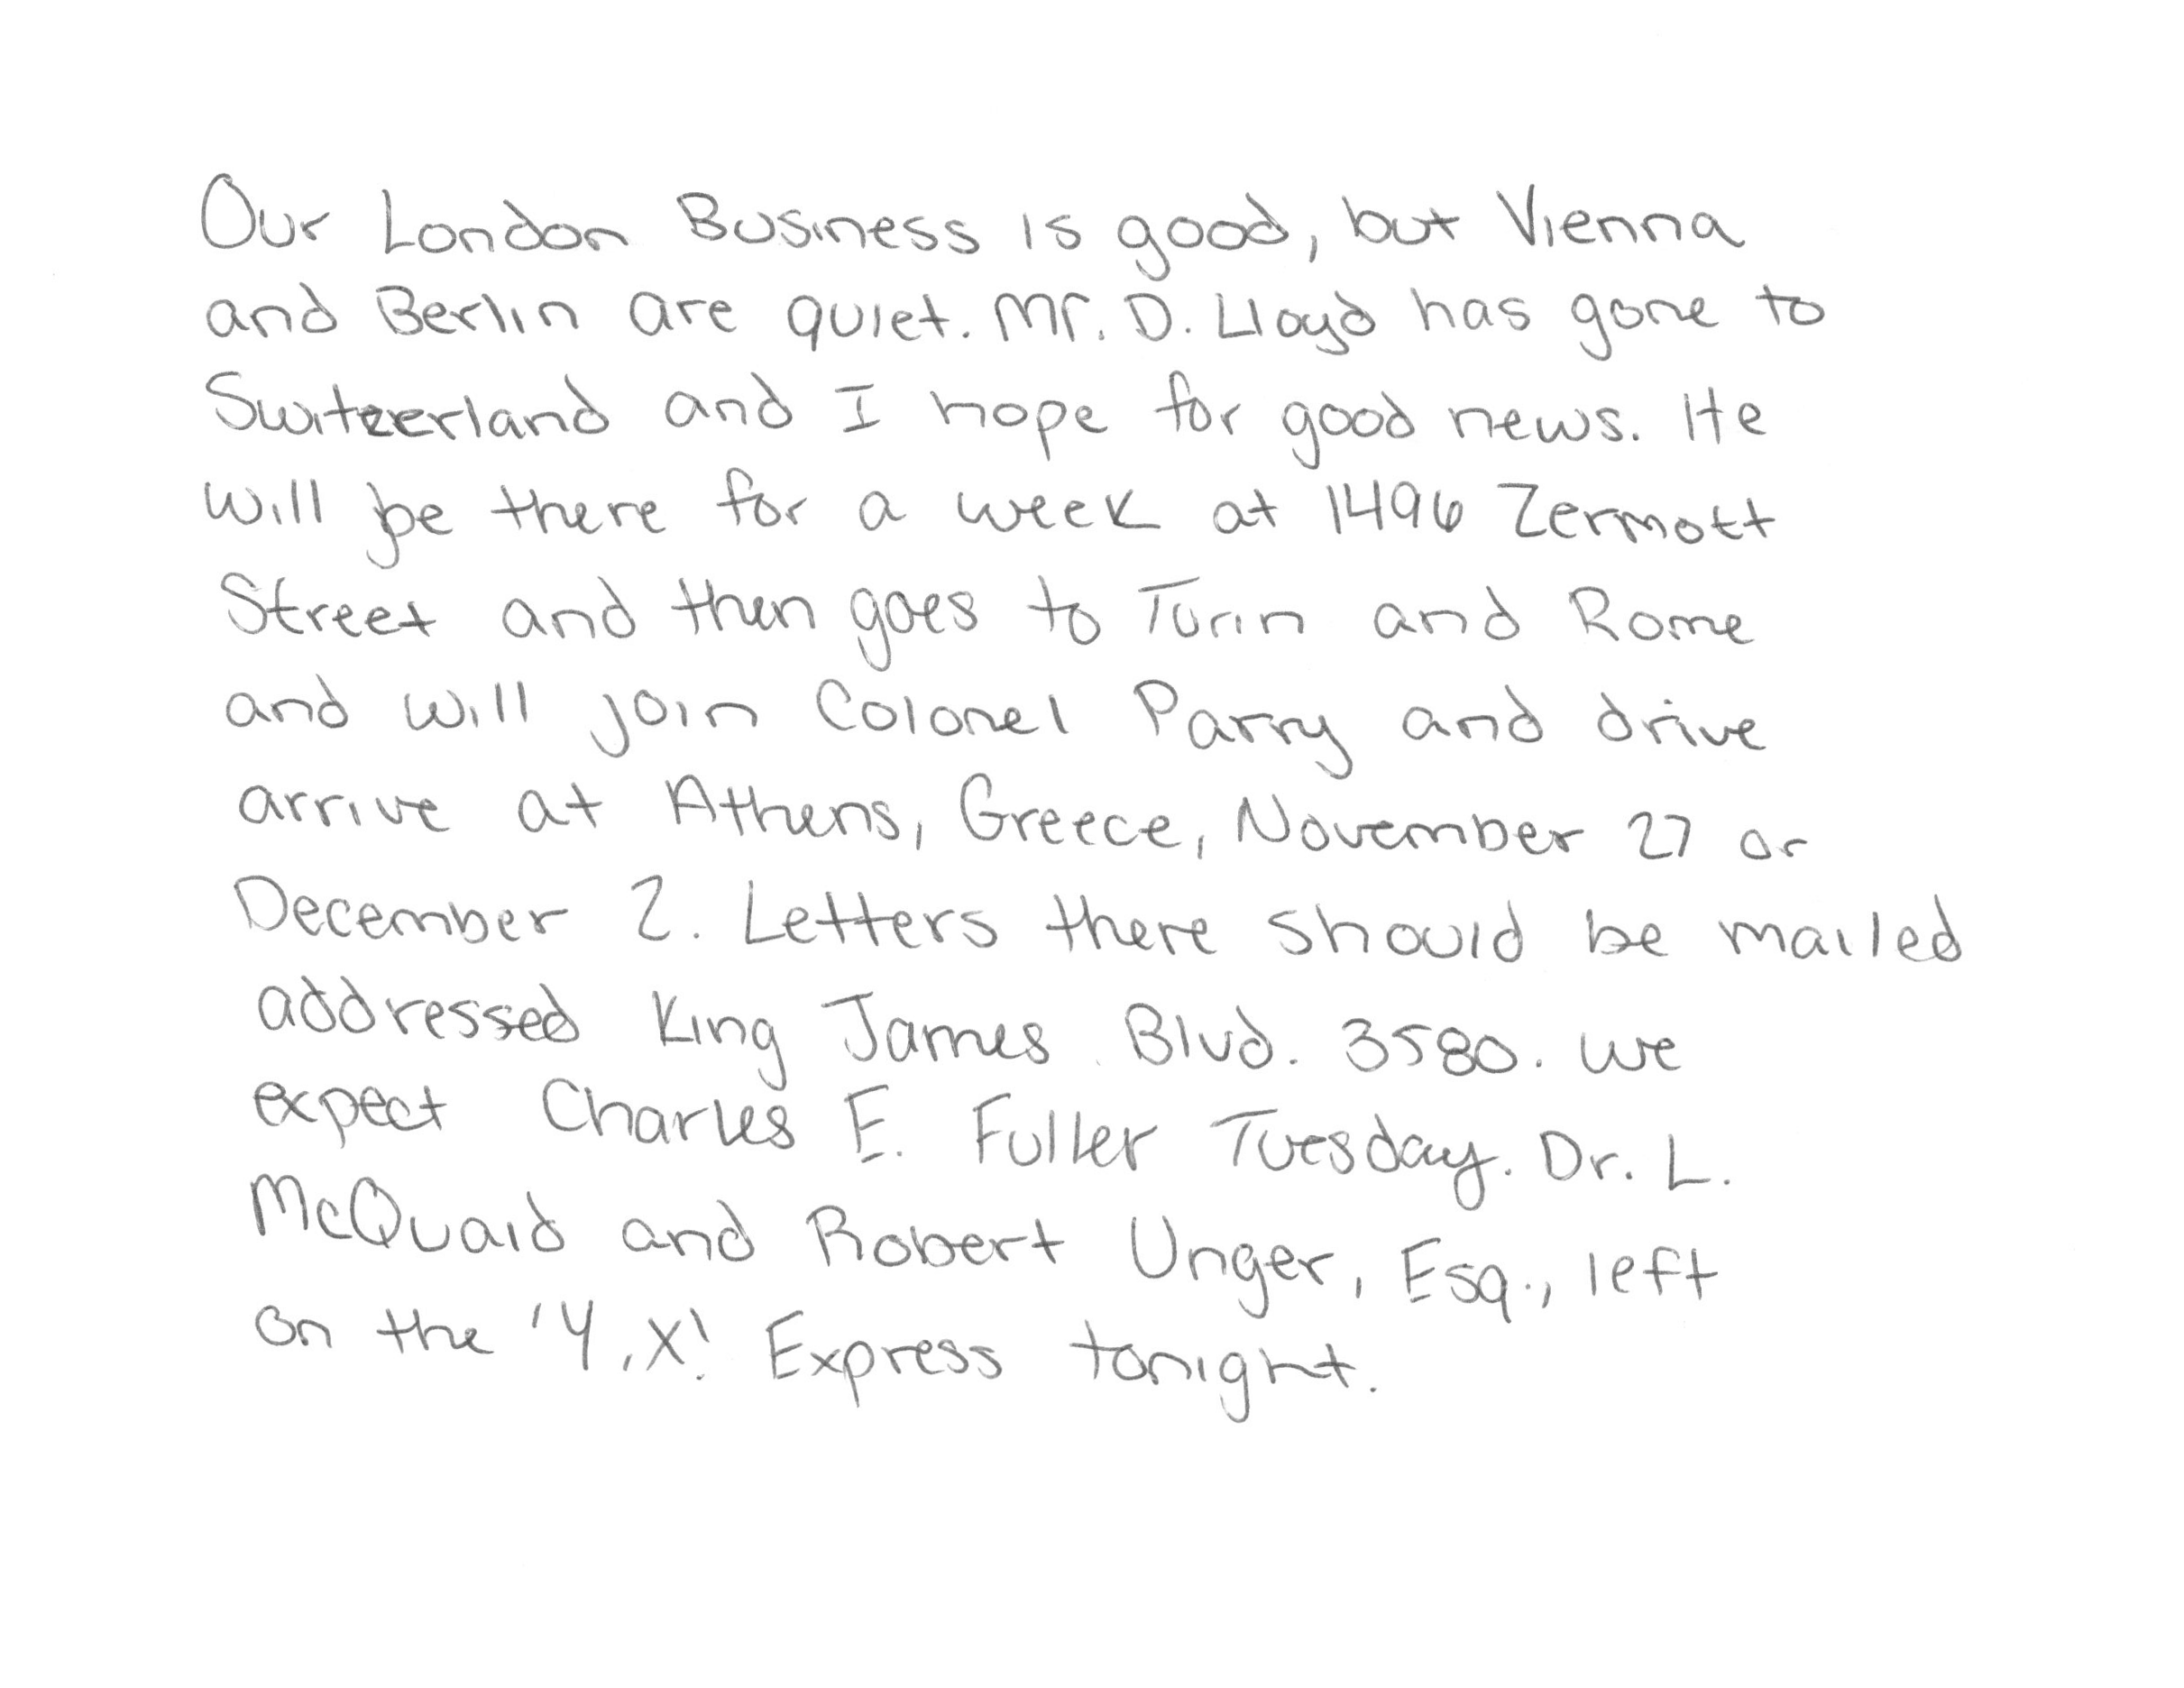 Our London Business is good, but Vienna
and Berlin are quiet. Mr. D. Lloyd has gone to
Switzerland and I hope for good news. He
will be there for a week at 1496 Zermott
Street and then goes to Turin and Rome
and will join Colonel Parry and drive
arrive at Athens, Greece, November 27 or
December 2. Letters there should be mailed
addressed King James Blvd. 3580. We
expect Charles E. Fuller Tuesday. Dr. L.
McQuaid and Robert Unger, Esq., left
on the 'Y.X.' Express tonight.